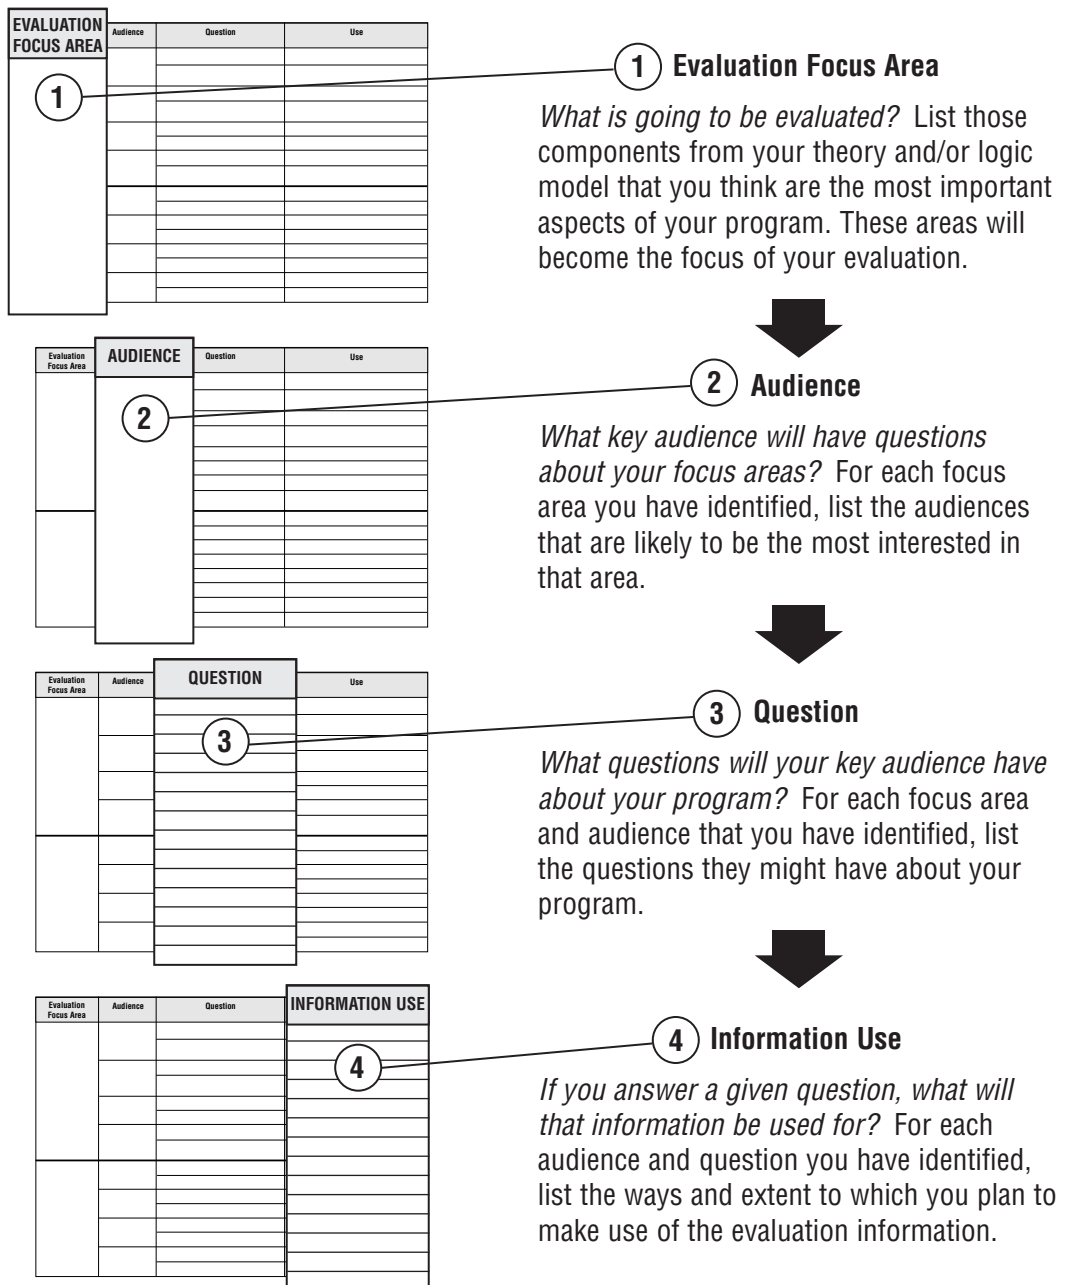 EVALUATION
FOCUS AREA
Audience
Question
Use
1
1 Evaluation Focus Area
What is going to be evaluated? List those
components from your theory and/or logic
model that you think are the most important
aspects of your program. These areas will
become the focus of your evaluation.
Evaluation
Focus Area
AUDIENCE
Question
Use
2
2 Audience
What key audience will have questions
about your focus areas? For each focus
area you have identified, list the audiences
that are likely to be the most interested in
that area.
Evaluation
Focus Area
Audience
QUESTION
Use
3
3 Question
What questions will your key audience have
about your program? For each focus area
and audience that you have identified, list
the questions they might have about your
program.
Evaluation
Focus Area
Audience
Question
INFORMATION USE
4
4 Information Use
If you answer a given question, what will
that information be used for? For each
audience and question you have identified,
list the ways and extent to which you plan to
make use of the evaluation information.